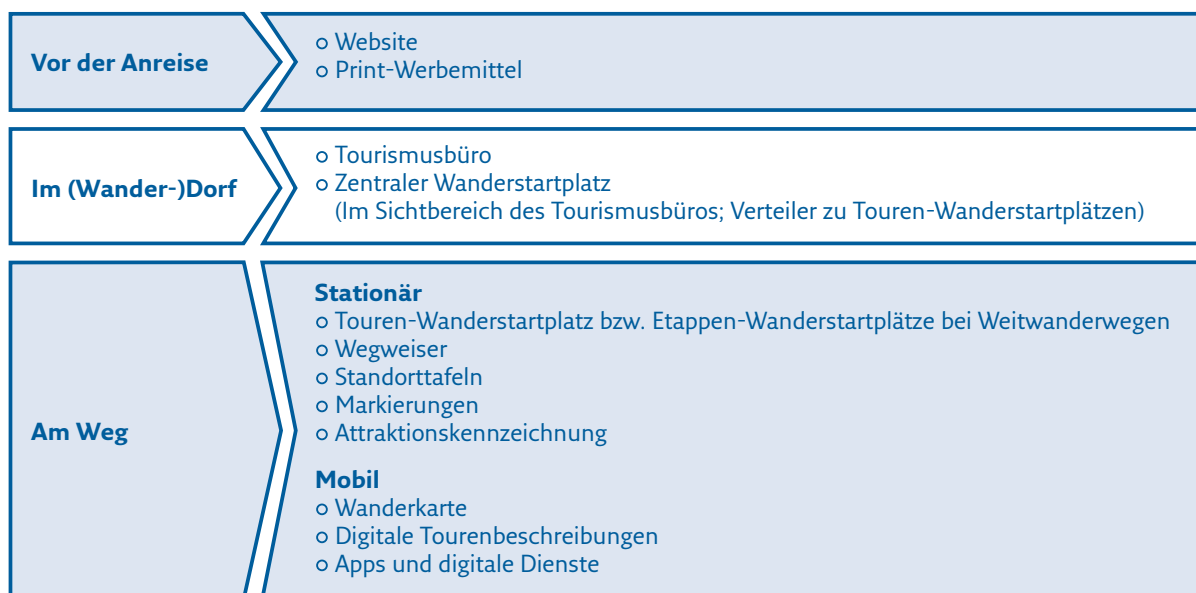 Vor der Anreise
o Website
o Print-Werbemittel
Im (Wander-)Dorf
o Tourismusbüro
o Zentraler Wanderstartplatz
(Im Sichtbereich des Tourismusbüros; Verteiler zu Touren-Wanderstartplätzen)
Am Weg
Stationär
o Touren-Wanderstartplatz bzw. Etappen-Wanderstartplätze bei Weitwanderwegen
o Wegweiser
o Standorttafeln
o Markierungen
o Attraktionskennzeichnung
Mobil
o Wanderkarte
o Digitale Tourenbeschreibungen
o Apps und digitale Dienste